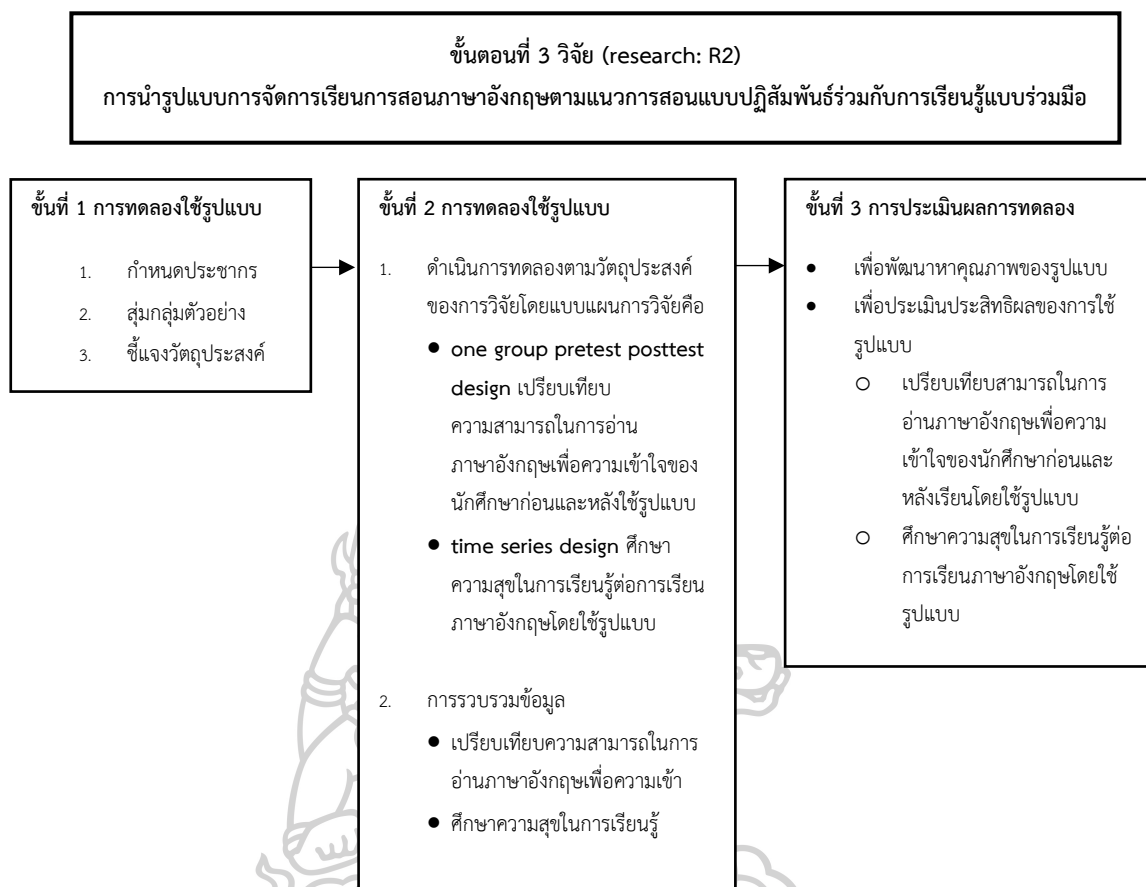 ขั้นตอนที่ 3 วิจัย (research: R2)
การนำรูปแบบการจัดการเรียนการสอนภาษาอังกฤษตามแนวการสอนแบบปฏิสัมพันธ์ร่วมกับการเรียนรู้แบบร่วมมือ
ขั้นที่ 1 การทดลองใช้รูปแบบ
1. กำหนดประชากร
2. สุ่มกลุ่มตัวอย่าง
3. ชี้แจงวัตถุประสงค์
ขั้นที่ 2 การทดลองใช้รูปแบบ
1. ดำเนินการทดลองตามวัตถุประสงค์
ของการวิจัยโดยแบบแผนการวิจัยคือ
● one group pretest posttest
design เปรียบเทียบ
ความสามารถในการอ่าน
ภาษาอังกฤษเพื่อความเข้าใจของ
นักศึกษาก่อนและหลังใช้รูปแบบ
● time series design ศึกษา
ความสุขในการเรียนรู้ต่อการเรียน
ภาษาอังกฤษโดยใช้รูปแบบ
2. การรวบรวมข้อมูล
● เปรียบเทียบความสามารถในการ
อ่านภาษาอังกฤษเพื่อความเข้า
● ศึกษาความสุขในการเรียนรู้
ขั้นที่ 3 การประเมินผลการทดลอง
● เพื่อพัฒนาหาคุณภาพของรูปแบบ
● เพื่อประเมินประสิทธิผลของการใช้
รูปแบบ
○ เปรียบเทียบสามารถในการ
อ่านภาษาอังกฤษเพื่อความ
เข้าใจของนักศึกษาก่อนและ
หลังเรียนโดยใช้รูปแบบ
○ ศึกษาความสุขในการเรียนรู้ต่อ
การเรียนภาษาอังกฤษโดยใช้
รูปแบบ